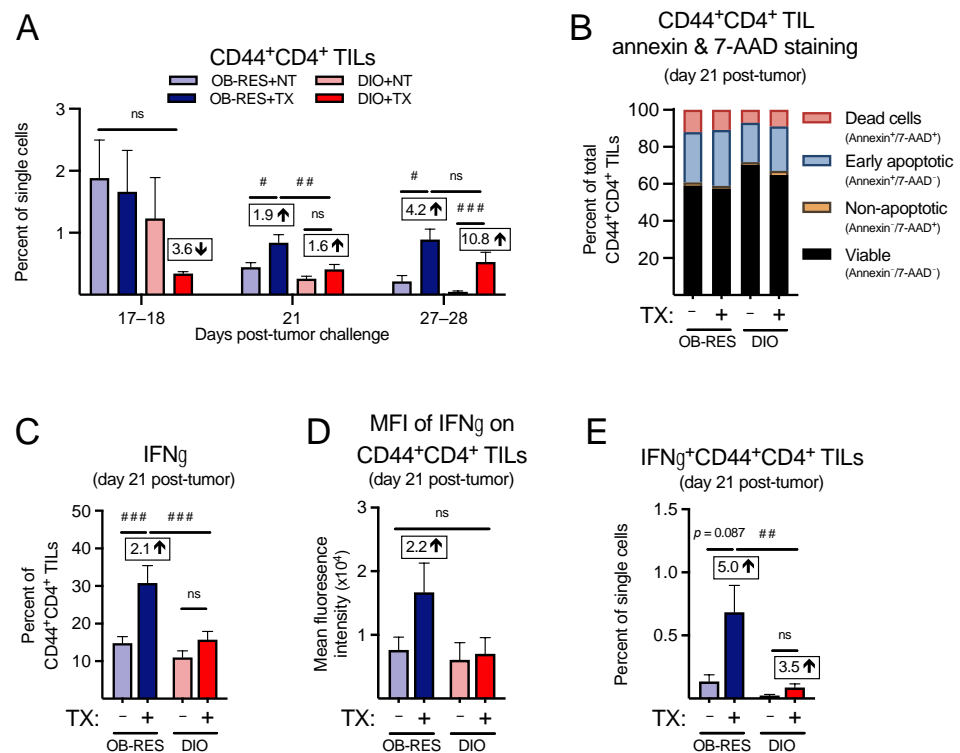 A
CD44⁺CD4⁺ TILs
OB-RES+NT
DIO+NT
OB-RES+TX
DIO+TX
Percent of single cells
3
2
1
ns
3.6 ↓
#
##
1.9 ↑
ns
1.6 ↑
#
ns
4.2 ↑
###
10.8 ↑
17–18
21
27–28
Days post-tumor challenge
B
CD44⁺CD4⁺ TIL
annexin & 7-AAD staining
(day 21 post-tumor)
Percent of total
CD44⁺CD4⁺ TILs
100
80
60
40
20
TX: – + – +
OB-RES DIO
Dead cells
(Annexin⁺/7-AAD⁺)
Early apoptotic
(Annexin⁺/7-AAD⁻)
Non-apoptotic
(Annexin⁻/7-AAD⁺)
Viable
(Annexin⁻/7-AAD⁻)
C
IFNg
(day 21 post-tumor)
Percent of
CD44⁺CD4⁺ TILs
50
40
30
20
10
### ###
2.1 ↑
ns
TX: – + – +
OB-RES DIO
D
MFI of IFNg on
CD44⁺CD4⁺ TILs
(day 21 post-tumor)
Mean fluoresence
intensity (x10⁴)
3
2
1
ns
2.2 ↑
TX: – + – +
OB-RES DIO
E
IFNg⁺CD44⁺CD4⁺ TILs
(day 21 post-tumor)
Percent of single cells
1.5
1.0
0.5
p = 0.087 ##
5.0 ↑
ns
3.5 ↑
TX: – + – +
OB-RES DIO